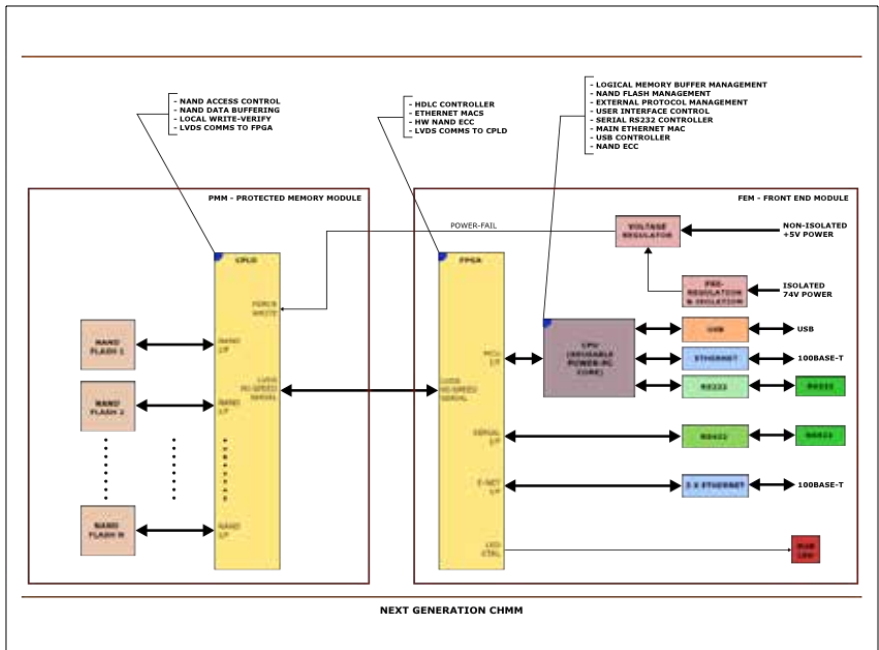 - NAND ACCESS CONTROL
- NAND DATA BUFFERING
- LOCAL WRITE-VERIFY
- LVDS COMMS TO FPGA
- HDLC CONTROLLER
- ETHERNET MACS
- HW NAND ECC
- LVDS COMMS TO CPLD
- LOGICAL MEMORY BUFFER MANAGEMENT
- NAND FLASH MANAGEMENT
- EXTERNAL PROTOCOL MANAGEMENT
- USER INTERFACE CONTROL
- SERIAL RS232 CONTROLLER
- MAIN ETHERNET MAC
- USB CONTROLLER
- NAND ECC
PMM - PROTECTED MEMORY MODULE
FEM - FRONT END MODULE
POWER-FAIL
VOLTAGE
REGULATOR
NON-ISOLATED
+5V POWER
CPLD
FPGA
PRE-
REGULATION
& ISOLATION
ISOLATED
74V POWER
FORCE
WRITE
NAND
FLASH 1
NAND
I/F
MCU
I/F
CPU
(REUSABLE
POWER-PC
CORE)
USB
USB
ETHERNET
100BASE-T
RS232
RS232
LVDS
HI-SPEED
SERIAL
LVDS
HI-SPEED
SERIAL
NAND
FLASH 2
NAND
I/F
SERIAL
I/F
RS422
RS422
E-NET
I/F
3 X ETHERNET
100BASE-T
NAND
FLASH N
NAND
I/F
LED
CTRL
LED
NEXT GENERATION CHMM